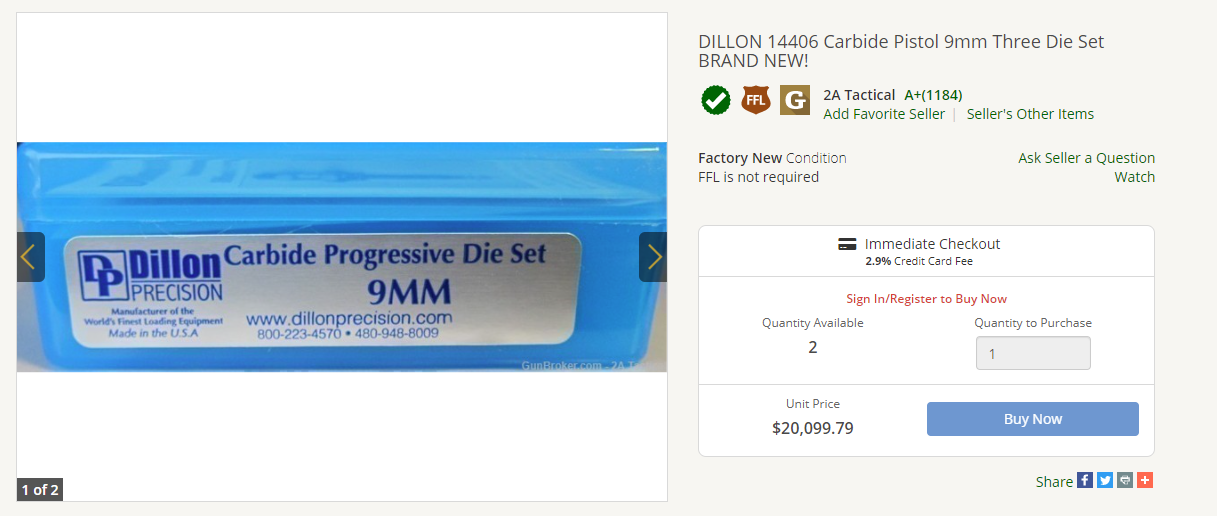 DILLON 14406 Carbide Pistol 9mm Three Die Set
BRAND NEW!
FFL
G
2A Tactical A+(1184)
Add Favorite Seller | Seller's Other Items
Factory New Condition
Ask Seller a Question
FFL is not required
Watch
Immediate Checkout
2.9% Credit Card Fee
Sign In/Register to Buy Now
Quantity Available
Quantity to Purchase
2
1
Unit Price
$20,099.79
Buy Now
Share
DP Dillon
PRECISION
Manufacturer of the
World's Finest Loading Equipment
Made in the U.S.A
Carbide Progressive Die Set
9MM
www.dillonprecision.com
800-223-4570 • 480-948-8009
GunBroker.com - 2A
1 of 2